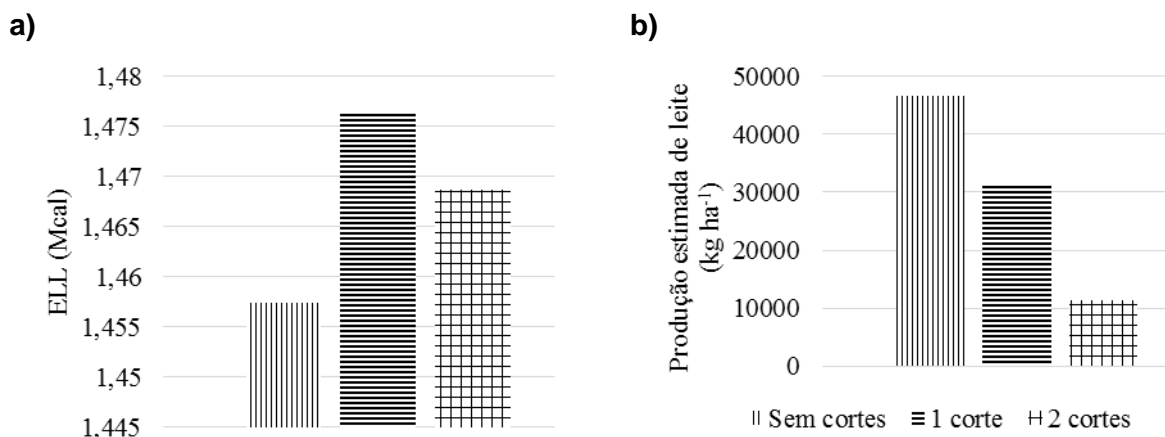 a)
ELL (Mcal)
1,48
1,475
1,47
1,465
1,46
1,455
1,45
1,445
b)
Produção estimada de leite
(kg ha-1)
50000
40000
30000
20000
10000
0
Sem cortes 1 corte 2 cortes